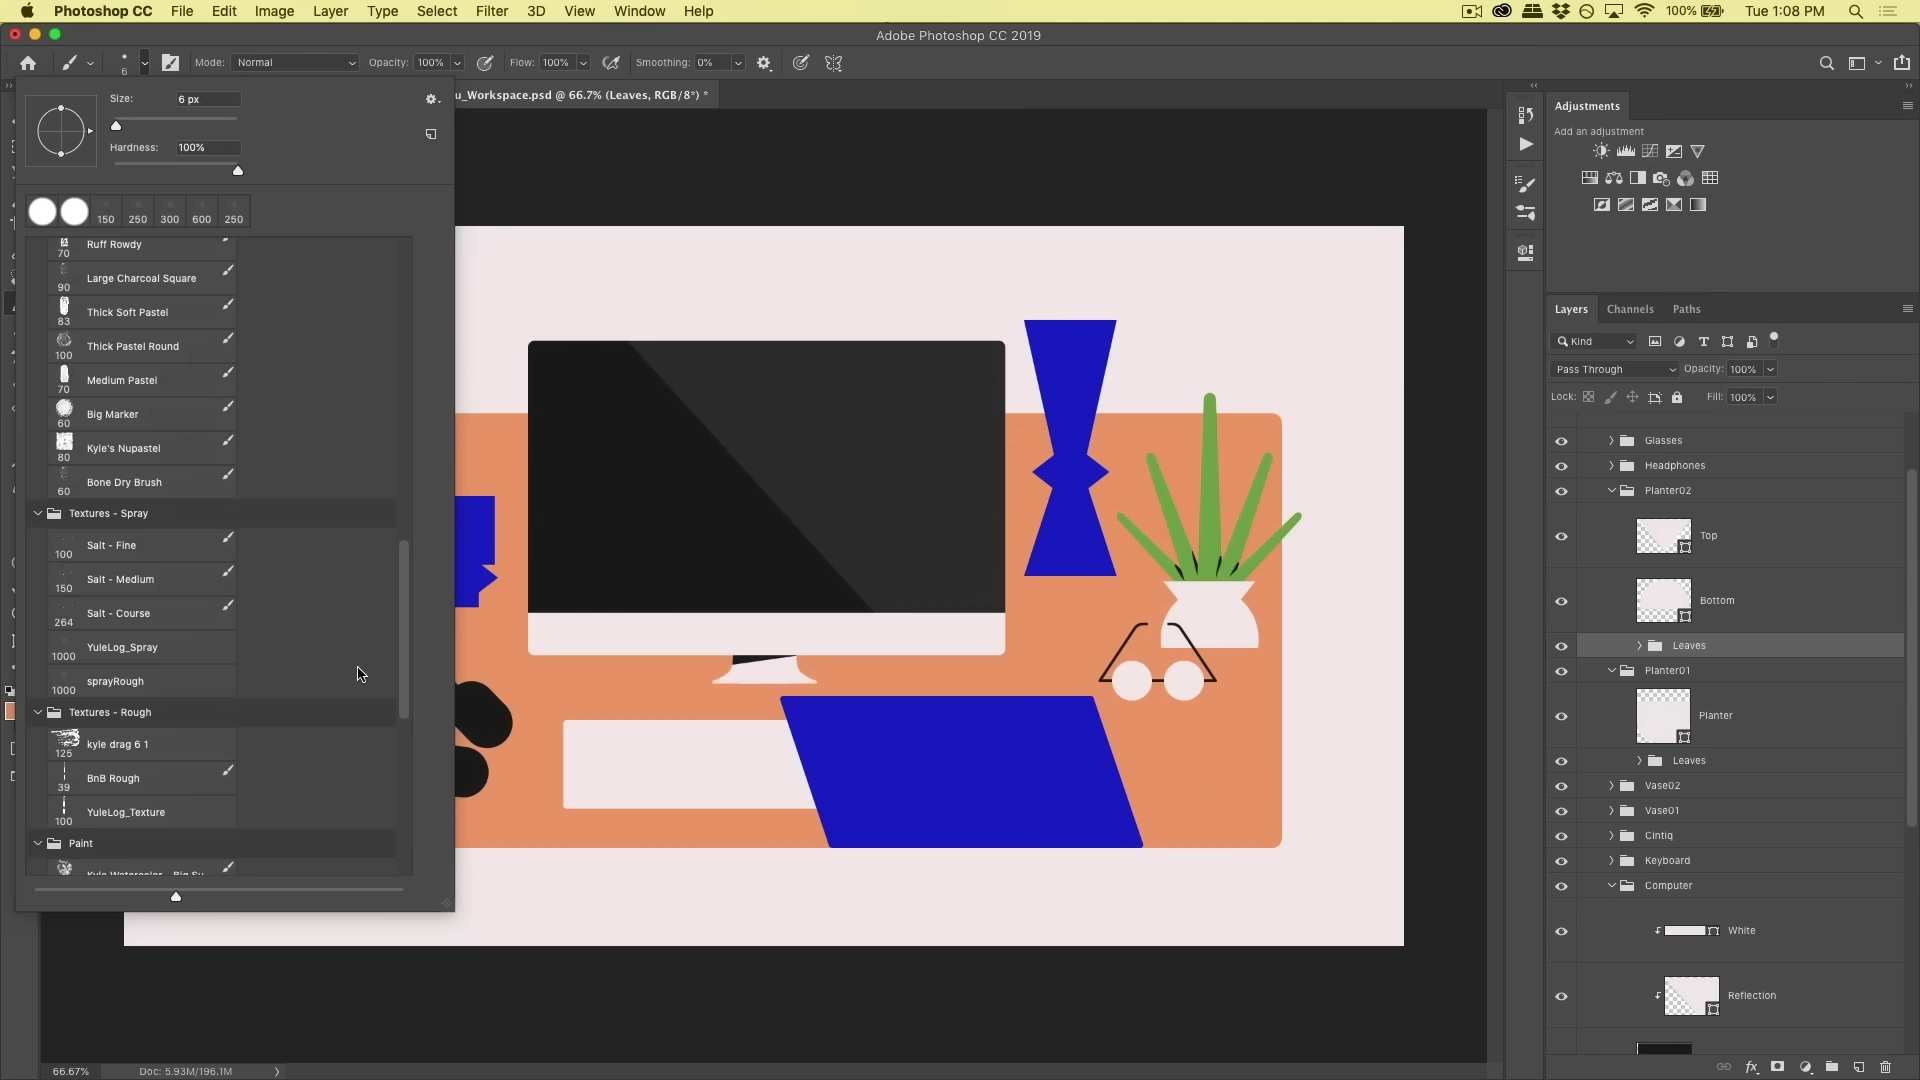 Photoshop CC File Edit Image Layer Type Select Filter 3D View Window Help 100% Tue 1:08 PM
Adobe Photoshop CC 2019
6 Mode: Normal Opacity: 100% Flow: 100% Smoothing: 0%
u_Workspace.psd @ 66.7% (Leaves, RGB/8*) *
Size: 6 px
Hardness: 100%
150 250 300 600 250
Ruff Rowdy
70
Large Charcoal Square
90
Thick Soft Pastel
83
Thick Pastel Round
100
Medium Pastel
70
Big Marker
60
Kyle's Nupastel
80
Bone Dry Brush
60
Textures - Spray
Salt - Fine
100
Salt - Medium
150
Salt - Course
264
YuleLog_Spray
1000
sprayRough
1000
Textures - Rough
kyle drag 6 1
125
BnB Rough
39
YuleLog_Texture
100
Paint
66.67% Doc: 5.93M/196.1M
Adjustments
Add an adjustment
Layers Channels Paths
Kind
Pass Through Opacity: 100%
Lock: Fill: 100%
Glasses
Headphones
Planter02
Top
Bottom
Leaves
Planter01
Planter
Leaves
Vase02
Vase01
Cintiq
Keyboard
Computer
White
Reflection